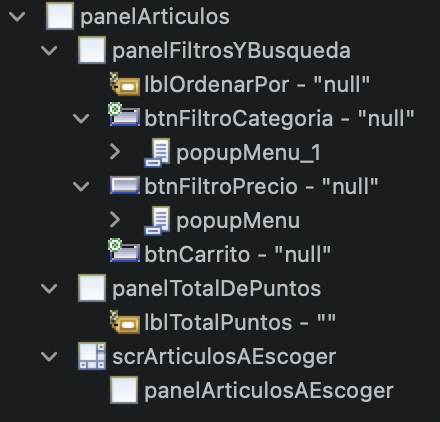 panelArticulos
panelFiltrosYBusqueda
lblOrdenarPor - "null"
btnFiltroCategoria - "null"
popupMenu_1
btnFiltroPrecio - "null"
popupMenu
btnCarrito - "null"
panelTotalDePuntos
lblTotalPuntos - ""
scrArticulosAEscoger
panelArticulosAEscoger